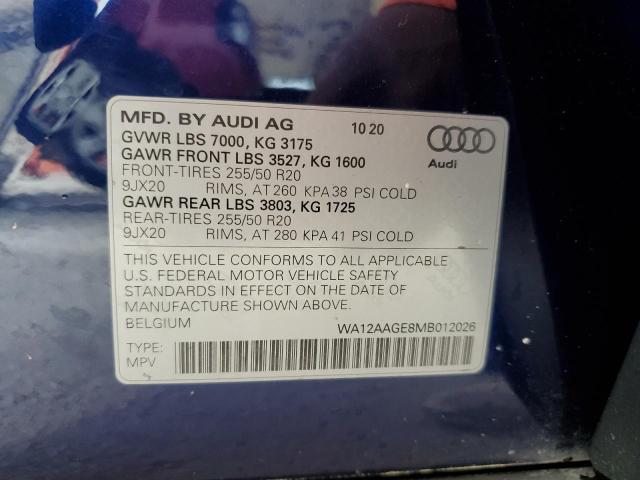 MFD. BY AUDI AG 10 20
GVWR LBS 7000, KG 3175
GAWR FRONT LBS 3527, KG 1600
FRONT-TIRES 255/50 R20
9JX20 RIMS, AT 260 KPA 38 PSI COLD
GAWR REAR LBS 3803, KG 1725
REAR-TIRES 255/50 R20
9JX20 RIMS, AT 280 KPA 41 PSI COLD
Audi
THIS VEHICLE CONFORMS TO ALL APPLICABLE
U.S. FEDERAL MOTOR VEHICLE SAFETY
STANDARDS IN EFFECT ON THE DATE OF
MANUFACTURE SHOWN ABOVE.
BELGIUM WA12AAGE8MB012026
TYPE:
MPV